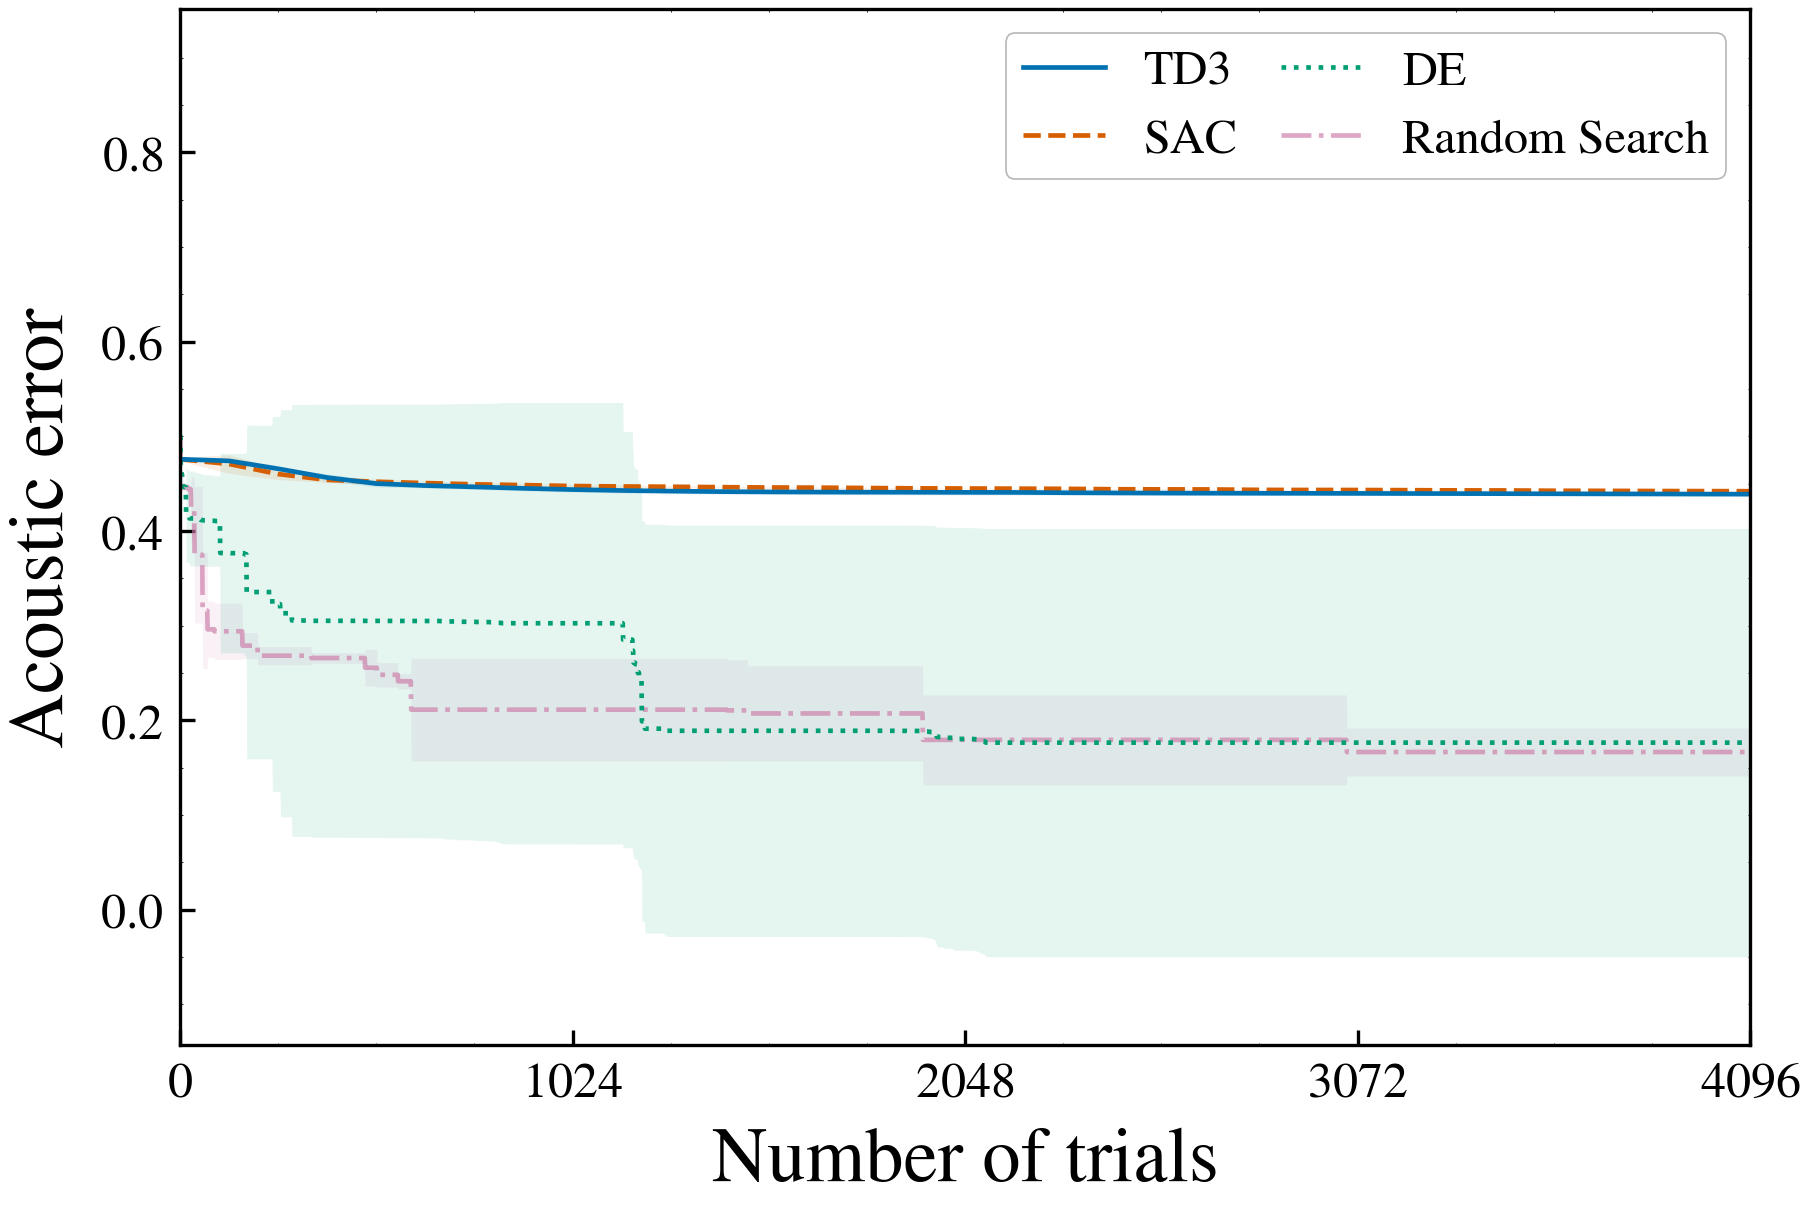 TD3
SAC
DE
Random Search
Acoustic error
0.8
0.6
0.4
0.2
0.0
0
1024
2048
3072
4096
Number of trials